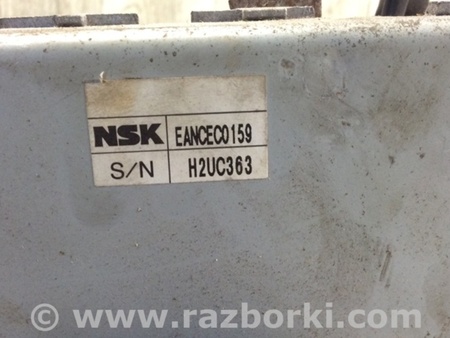 NSK EANCEC0159
S/N H2UC363
© www.razborki.com